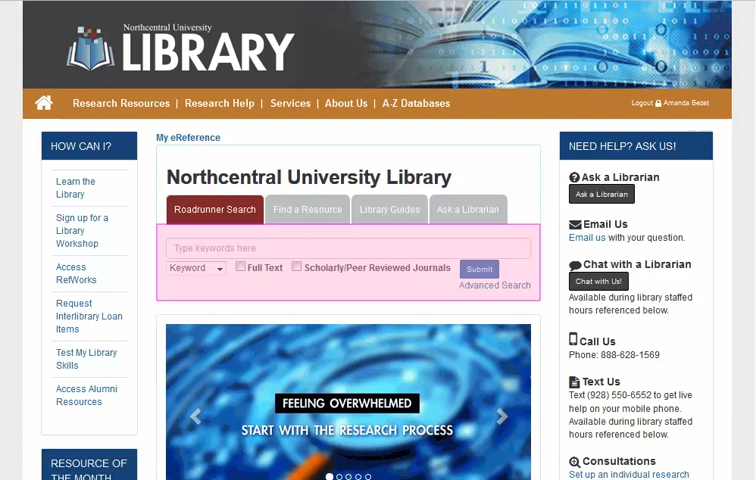 Northcentral University
LIBRARY
Research Resources | Research Help | Services | About Us | A-Z Databases
Logout Amanda Bezet
HOW CAN I?
Learn the
Library
Sign up for a
Library
Workshop
Access
RefWorks
Request
Interlibrary Loan
Items
Test My Library
Skills
Access Alumni
Resources
RESOURCE OF
THE MONTH
My eReference
Northcentral University Library
Roadrunner Search
Find a Resource
Library Guides
Ask a Librarian
Type keywords here
Keyword
Full Text
Scholarly/Peer Reviewed Journals
Submit
Advanced Search
FEELING OVERWHELMED
START WITH THE RESEARCH PROCESS
NEED HELP? ASK US!
Ask a Librarian
Ask a Librarian
Email Us
Email us with your question.
Chat with a Librarian
Chat with Us!
Available during library staffed
hours referenced below.
Call Us
Phone: 888-628-1569
Text Us
Text (928) 550-6552 to get live
help on your mobile phone.
Available during library staffed
hours referenced below.
Consultations
Set up an individual research